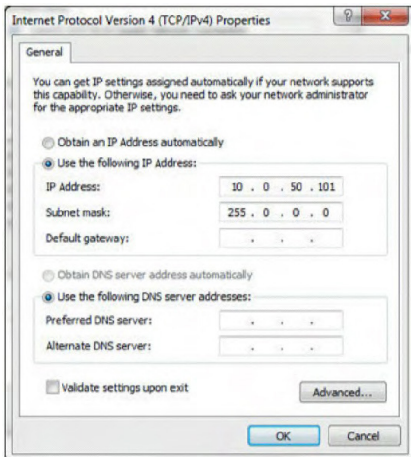 Internet Protocol Version 4 (TCP/IPv4) Properties
General
You can get IP settings assigned automatically if your network supports
this capability. Otherwise, you need to ask your network administrator
for the appropriate IP settings.
Obtain an IP Address automatically
Use the following IP Address:
IP Address: 10 . 0 . 50 . 101
Subnet mask: 255 . 0 . 0 . 0
Default gateway: . . .
Obtain DNS server address automatically
Use the following DNS server addresses:
Preferred DNS server: . . .
Alternate DNS server: . . .
Validate settings upon exit
Advanced...
OK Cancel